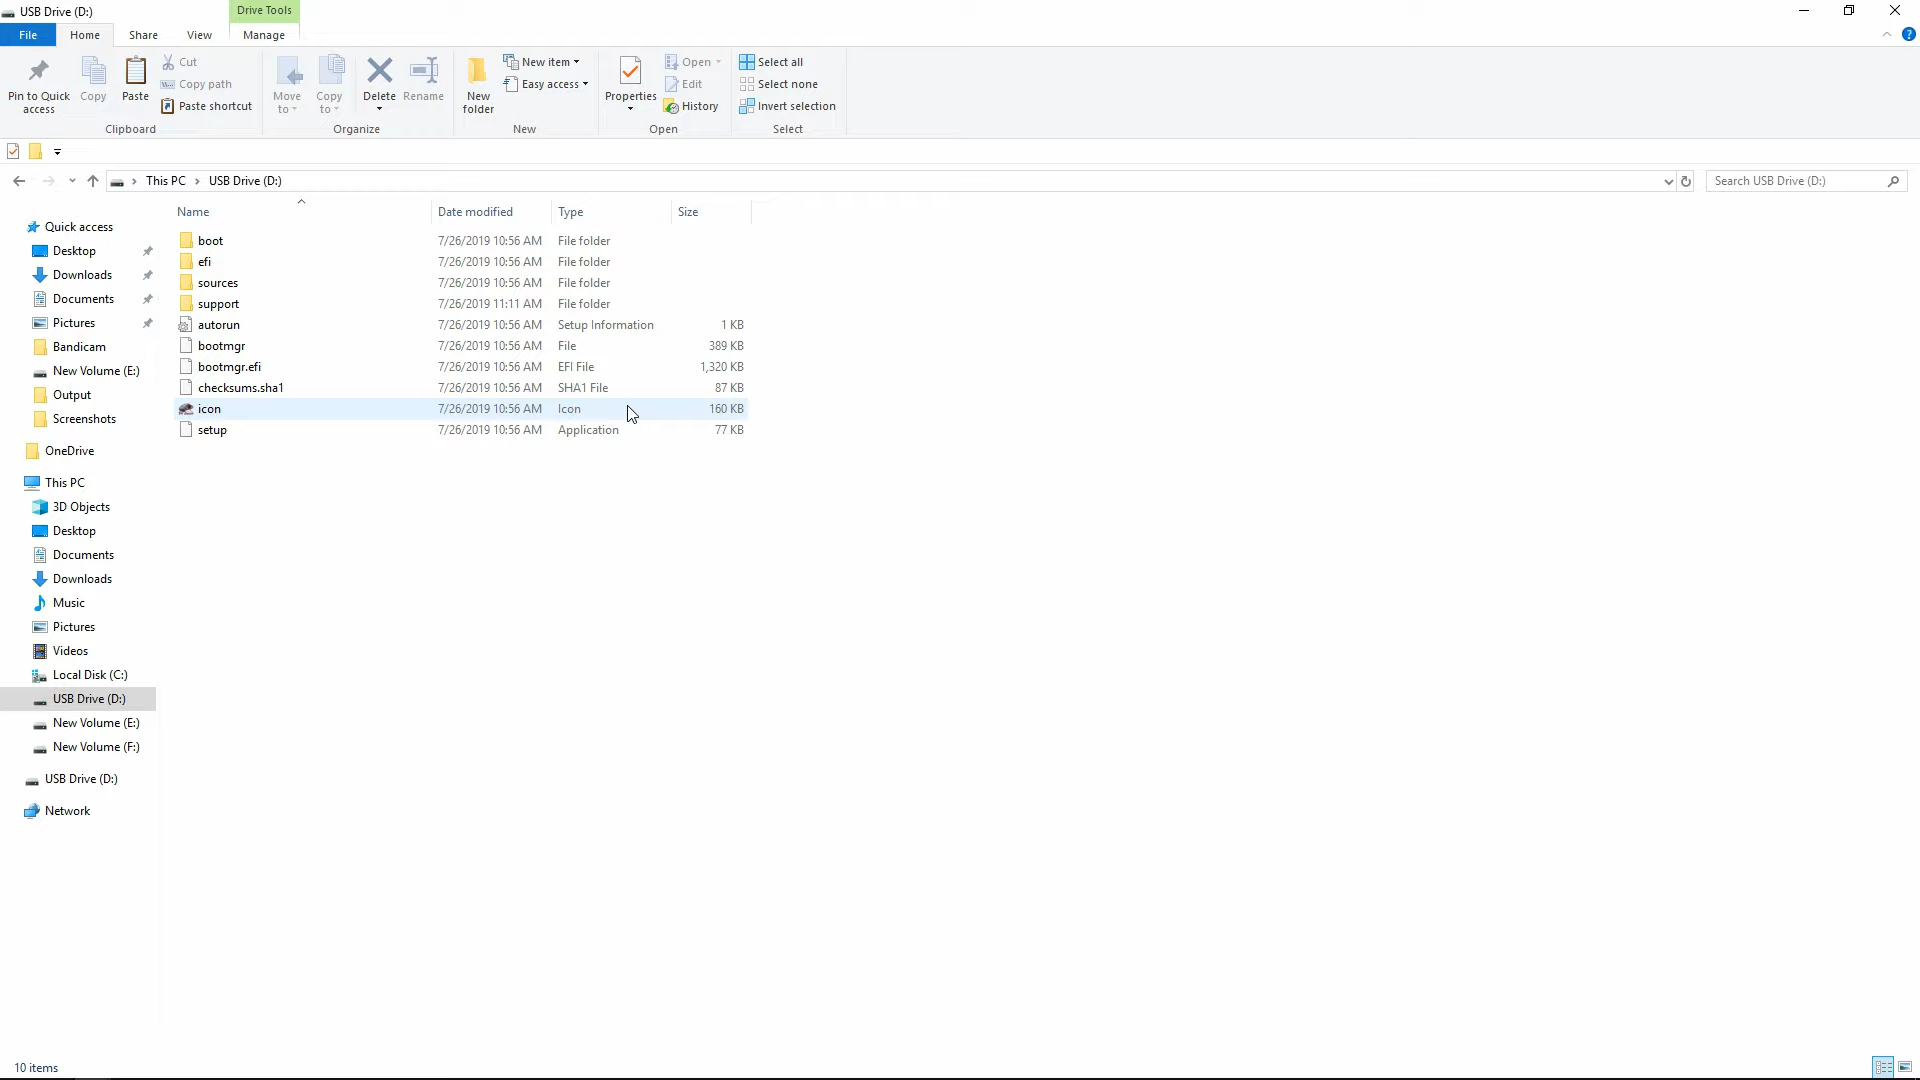 USB Drive (D:)
Drive Tools
File Home Share View Manage
Pin to Quick access
Copy
Paste
Cut
Copy path
Paste shortcut
Clipboard
Move to
Copy to
Delete
Rename
Organize
New folder
New item
Easy access
New
Properties
Open
Edit
History
Open
Select all
Select none
Invert selection
Select
This PC > USB Drive (D:)
Search USB Drive (D:)
Name Date modified Type Size
boot 7/26/2019 10:56 AM File folder
efi 7/26/2019 10:56 AM File folder
sources 7/26/2019 10:56 AM File folder
support 7/26/2019 11:11 AM File folder
autorun 7/26/2019 10:56 AM Setup Information 1 KB
bootmgr 7/26/2019 10:56 AM File 389 KB
bootmgr.efi 7/26/2019 10:56 AM EFI File 1,320 KB
checksums.sha1 7/26/2019 10:56 AM SHA1 File 87 KB
icon 7/26/2019 10:56 AM Icon 160 KB
setup 7/26/2019 10:56 AM Application 77 KB
Quick access
Desktop
Downloads
Documents
Pictures
Bandicam
New Volume (E:)
Output
Screenshots
OneDrive
This PC
3D Objects
Desktop
Documents
Downloads
Music
Pictures
Videos
Local Disk (C:)
USB Drive (D:)
New Volume (E:)
New Volume (F:)
USB Drive (D:)
Network
10 items